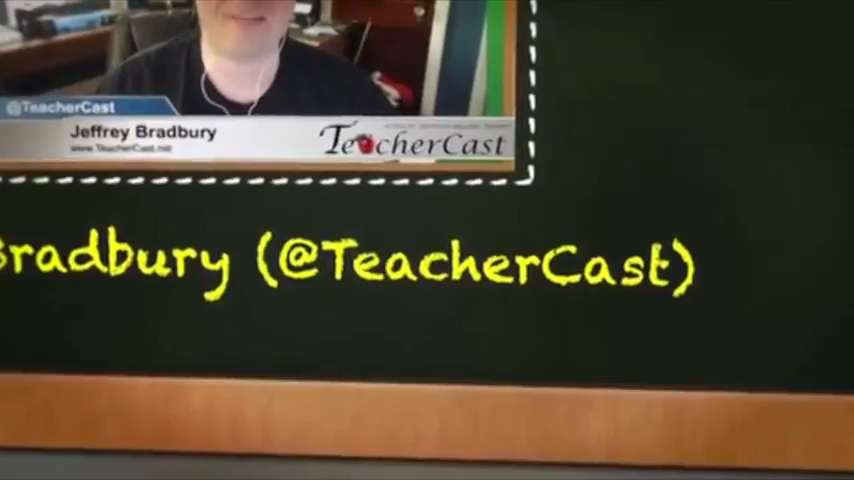 @TeacherCast
Jeffrey Bradbury
www.TeacherCast.net
TeacherCast
Bradbury (@TeacherCast)